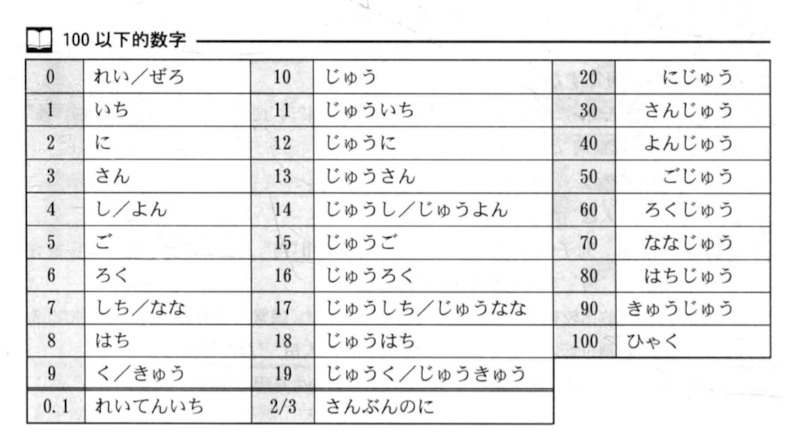 100 以下的数字
0 れい／ぜろ 10 じゅう 20 にじゅう
1 いち 11 じゅういち 30 さんじゅう
2 に 12 じゅうに 40 よんじゅう
3 さん 13 じゅうさん 50 ごじゅう
4 し／よん 14 じゅうし／じゅうよん 60 ろくじゅう
5 ご 15 じゅうご 70 ななじゅう
6 ろく 16 じゅうろく 80 はちじゅう
7 しち／なな 17 じゅうしち／じゅうなな 90 きゅうじゅう
8 はち 18 じゅうはち 100 ひゃく
9 く／きゅう 19 じゅうく／じゅうきゅう
0.1 れいてんいち 2/3 さんぶんのに